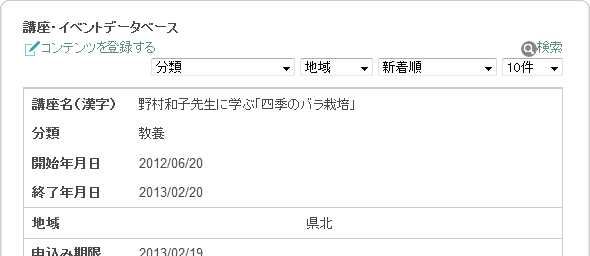 講座・イベントデータベース
コンテンツを登録する 検索
分類 地域 新着順 10件
講座名(漢字) 野村和子先生に学ぶ「四季のバラ栽培」
分類 教養
開始年月日 2012/06/20
終了年月日 2013/02/20
地域 県北
申込み期限 2013/02/19